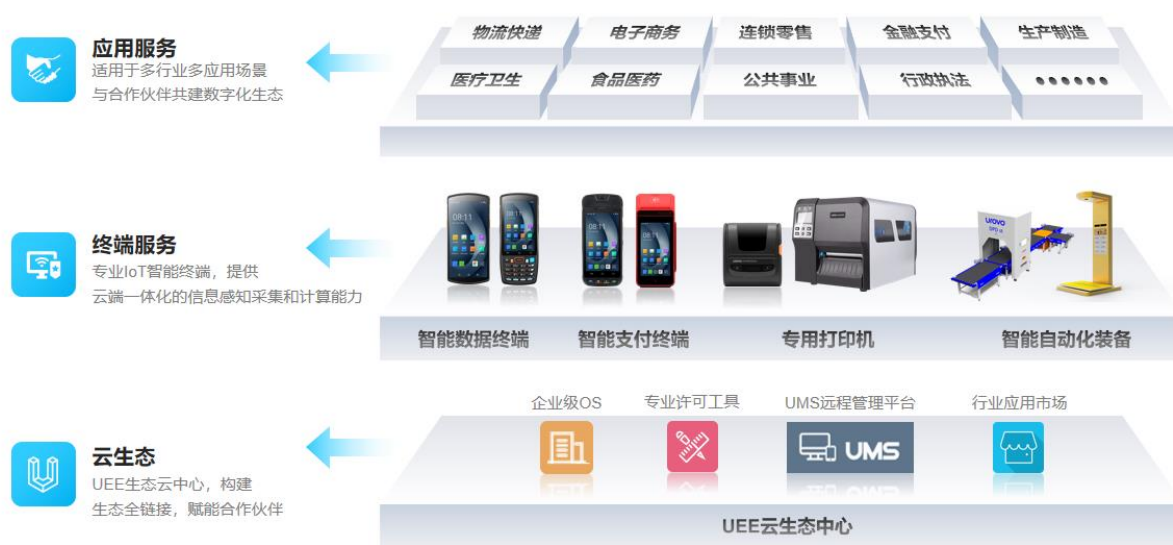 应用服务
适用于多行业多应用场景
与合作伙伴共建数字化生态
物流快递
电子商务
连锁零售
金融支付
生产制造
医疗卫生
食品医药
公共事业
行政执法
●●●●●●
终端服务
专业IoT智能终端，提供
云端一体化的信息感知采集和计算能力
08:11
08:11
08:11
08:11
urovo
智能数据终端
智能支付终端
专用打印机
智能自动化装备
云生态
UEE生态云中心，构建
生态全链接，赋能合作伙伴
企业级OS
专业许可工具
UMS远程管理平台
行业应用市场
UMS
UEE云生态中心